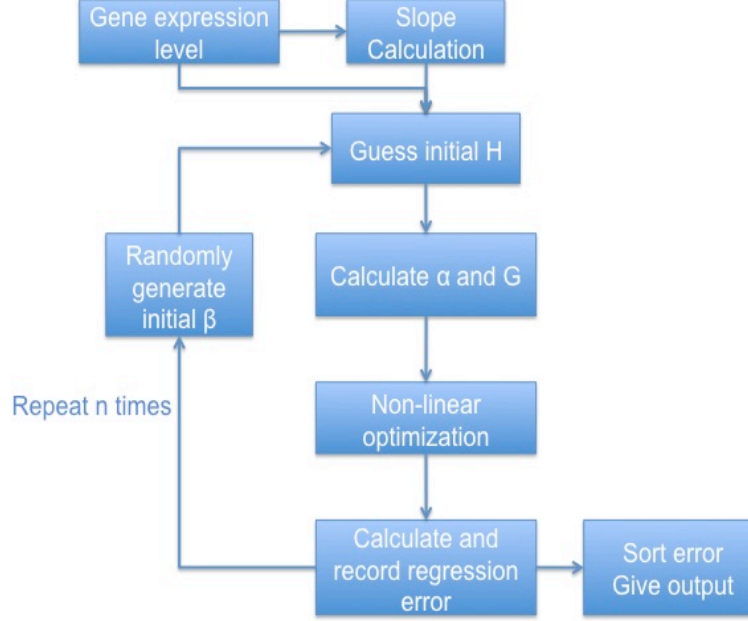 Gene expression
level
Slope
Calculation
Guess initial H
Randomly
generate
initial β
Calculate α and G
Repeat n times
Non-linear
optimization
Calculate and
record regression
error
Sort error
Give output